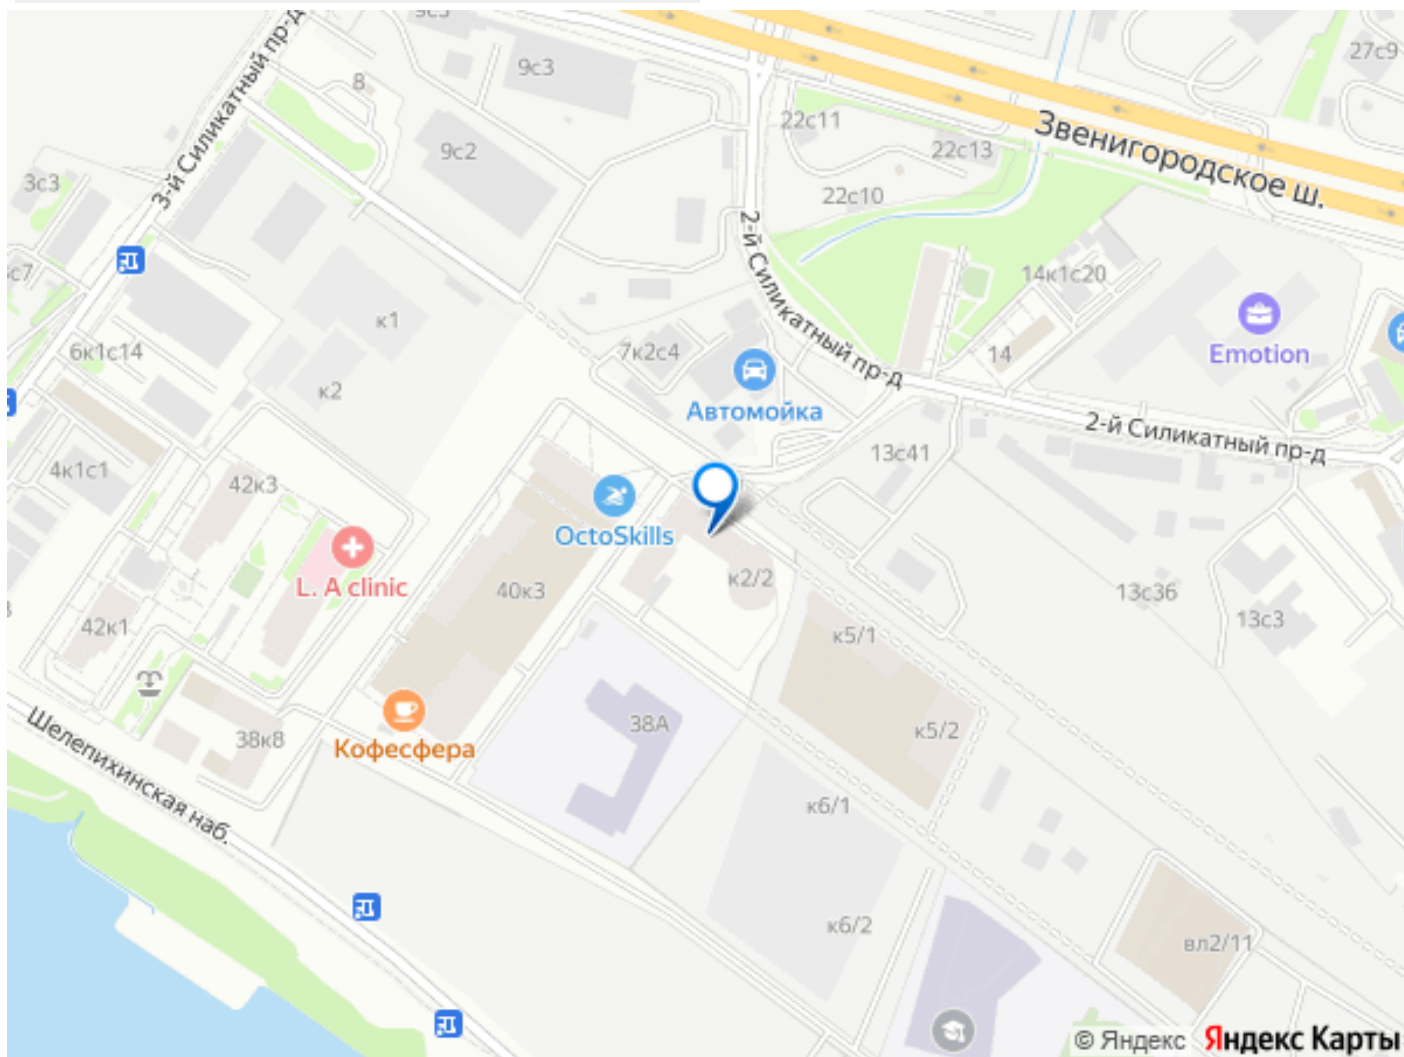 9с3
27с9
8
3-й Силикатный пр-д
22с11
Звенигородское ш.
9с2
22с13
3с3
22с10
2-й Силикатный пр-д
14к1с20
к1
Emotion
6к1с14
7к2с4
14
к2
Автомойка
2-й Силикатный пр-д
13с41
4к1с1
42к3
OctoSkills
L. A clinic
40к3
к2/2
13с36
13с3
42к1
к5/1
38А
к5/2
Шелепихинская наб.
38к8
Кофесфера
к6/1
к6/2
вл2/11
© Яндекс Яндекс Карты